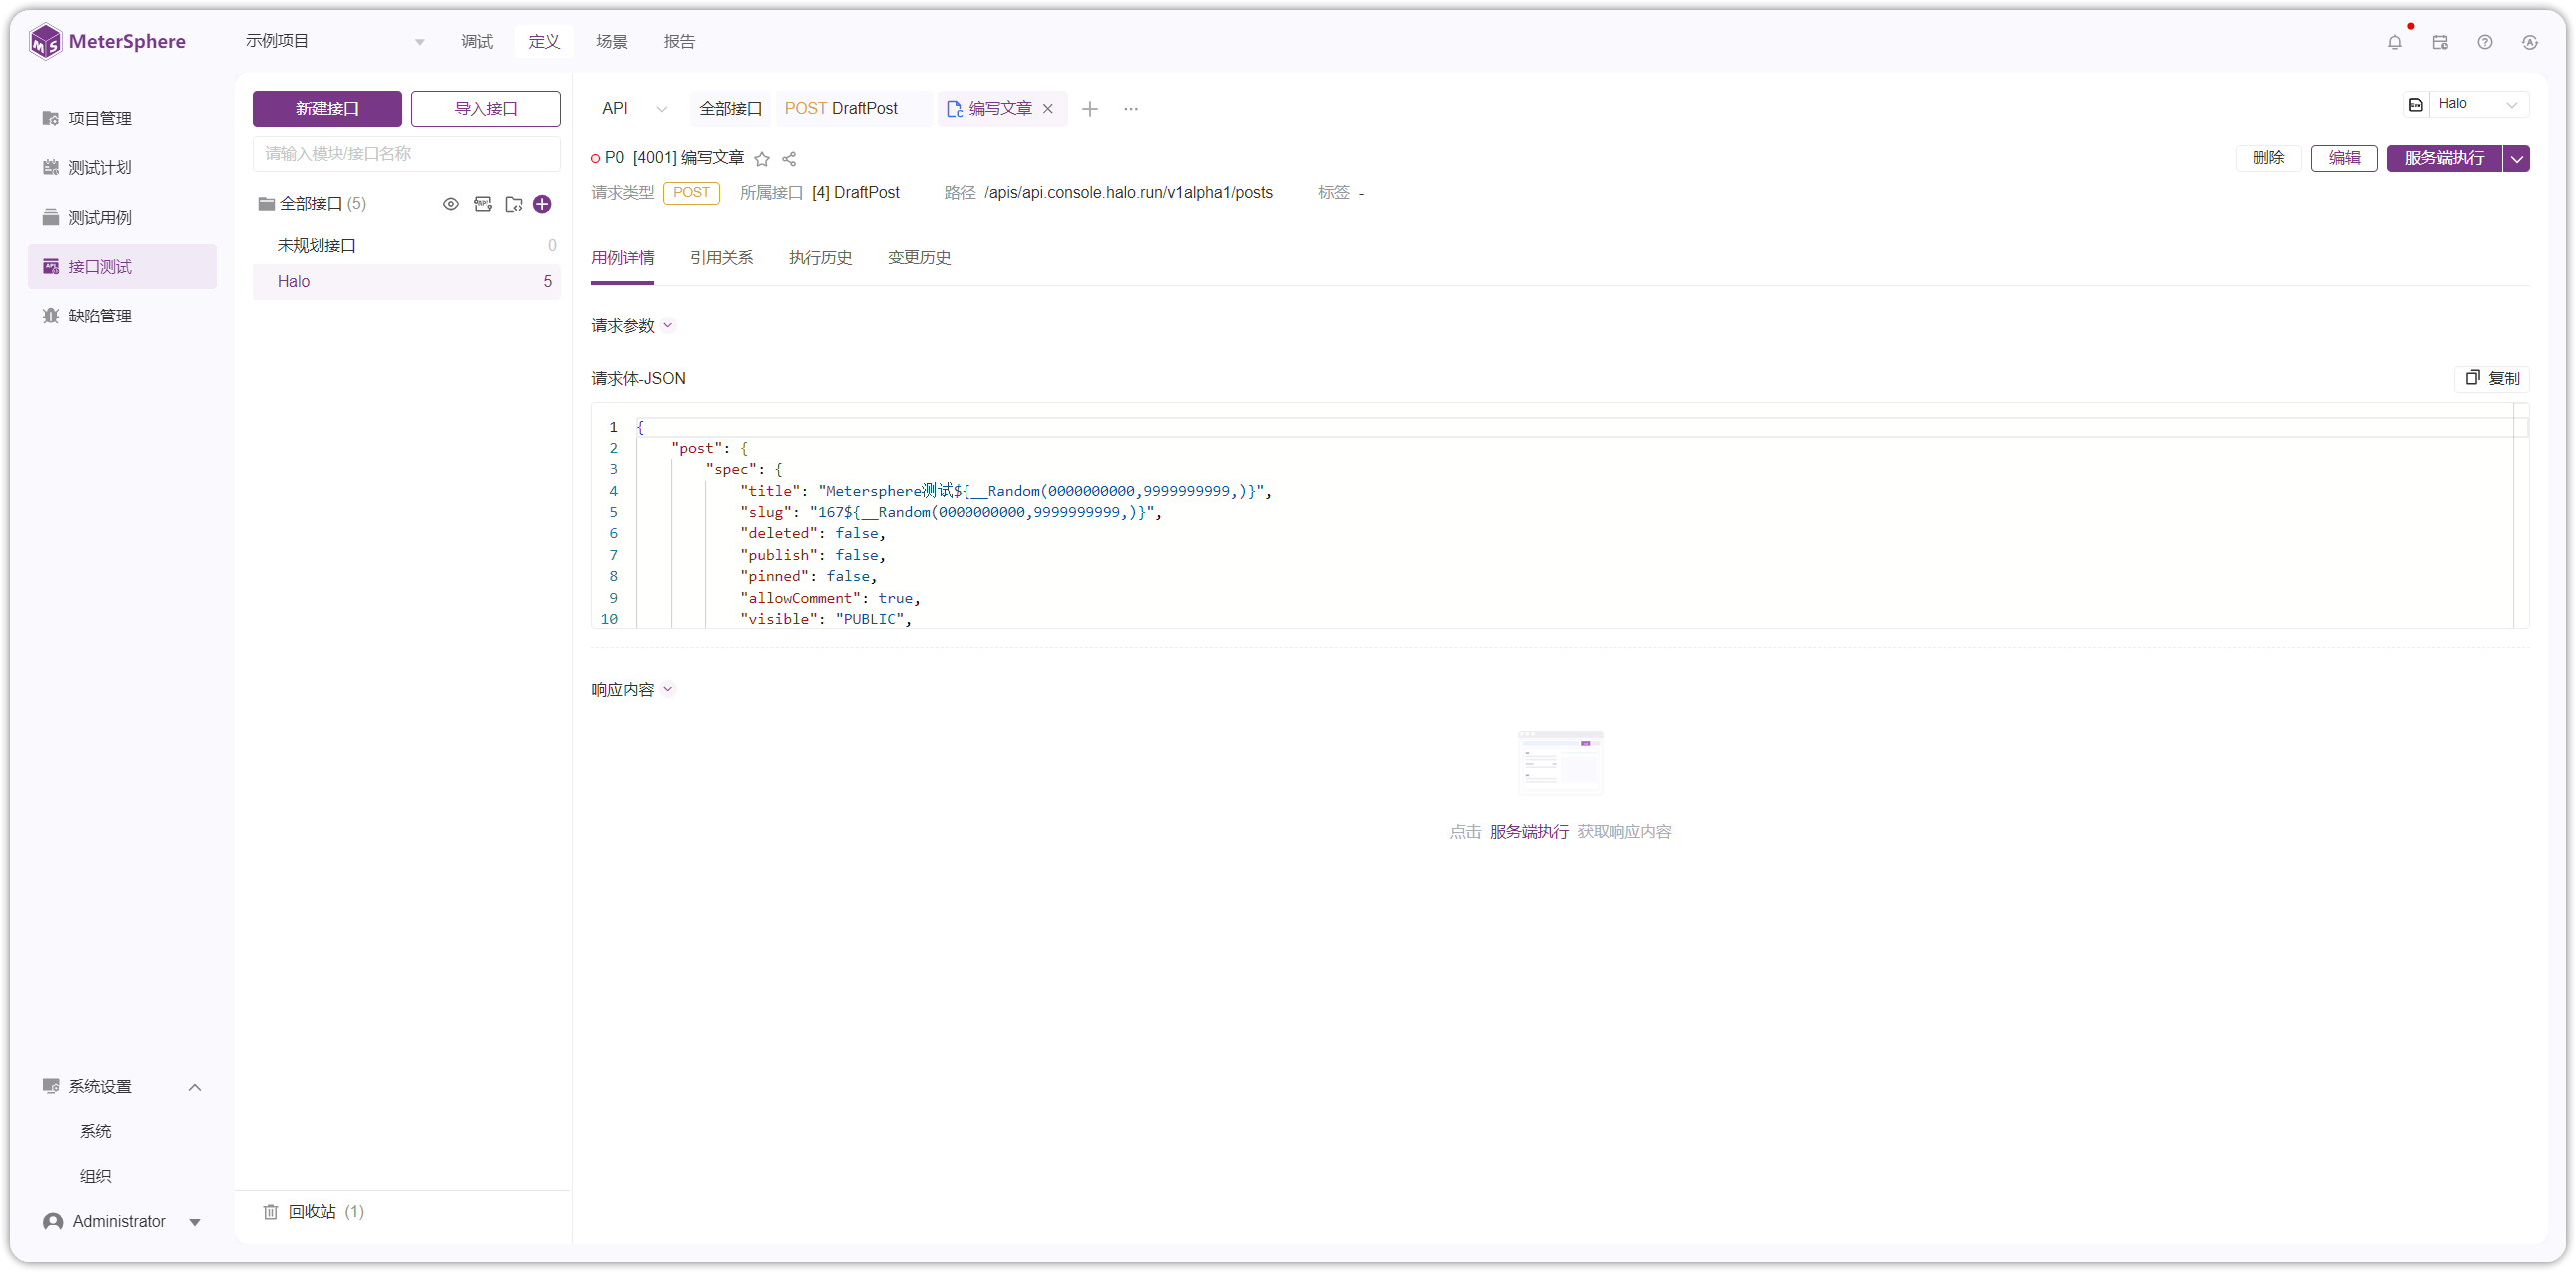 MeterSphere
示例项目
调试
定义
场景
报告
项目管理
测试计划
测试用例
接口测试
缺陷管理
系统设置
系统
组织
Administrator
新建接口
导入接口
请输入模块/接口名称
全部接口 (5)
未规划接口 0
Halo 5
回收站 (1)
API
全部接口
POST DraftPost
编写文章
Halo
P0 [4001] 编写文章
删除
编辑
服务端执行
请求类型 POST 所属接口 [4] DraftPost 路径 /apis/api.console.halo.run/v1alpha1/posts 标签 -
用例详情
引用关系
执行历史
变更历史
请求参数
请求体-JSON
复制
1 {
2 "post": {
3 "spec": {
4 "title": "Metersphere测试${__Random(0000000000,9999999999,)}",
5 "slug": "167${__Random(0000000000,9999999999,)}",
6 "deleted": false,
7 "publish": false,
8 "pinned": false,
9 "allowComment": true,
10 "visible": "PUBLIC",
响应内容
点击 服务端执行 获取响应内容